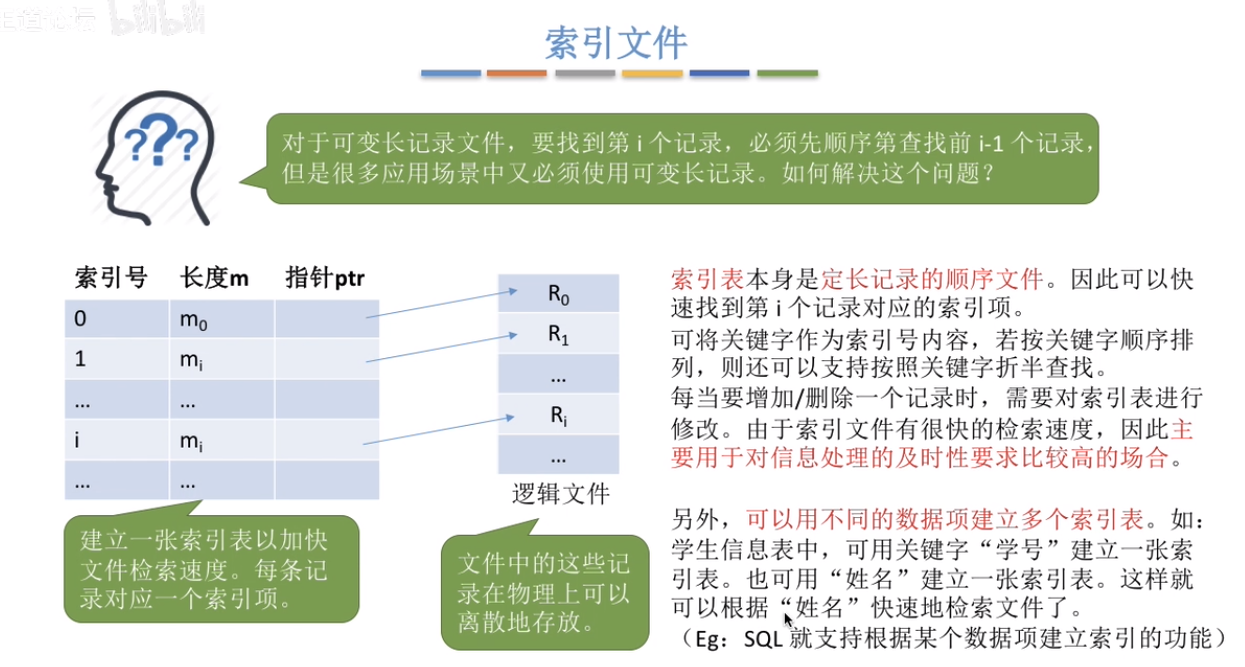 王道论坛 bilibili
索引文件
???
对于可变长记录文件，要找到第 i 个记录，必须先顺序第查找前 i-1 个记录，
但是很多应用场景中又必须使用可变长记录。如何解决这个问题？
索引号 长度m 指针ptr
0 m0
1 mi
... ...
i mi
... ...
R0
R1
...
Ri
...
逻辑文件
建立一张索引表以加快
文件检索速度。每条记
录对应一个索引项。
文件中的这些记
录在物理上可以
离散地存放。
索引表本身是定长记录的顺序文件。因此可以快
速找到第 i 个记录对应的索引项。
可将关键字作为索引号内容，若按关键字顺序排
列，则还可以支持按照关键字折半查找。
每当要增加/删除一个记录时，需要对索引表进行
修改。由于索引文件有很快的检索速度，因此主
要用于对信息处理的及时性要求比较高的场合。
另外，可以用不同的数据项建立多个索引表。如：
学生信息表中，可用关键字“学号”建立一张索
引表。也可用“姓名”建立一张索引表。这样就
可以根据“姓名”快速地检索文件了。
（Eg：SQL 就支持根据某个数据项建立索引的功能）